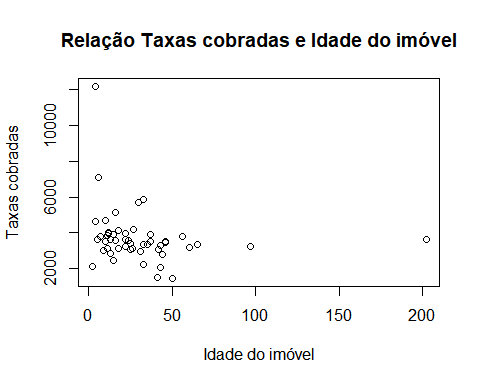 Relação Taxas cobradas e Idade do imóvel
Taxas cobradas
10000
6000
2000
0 50 100 150 200
Idade do imóvel